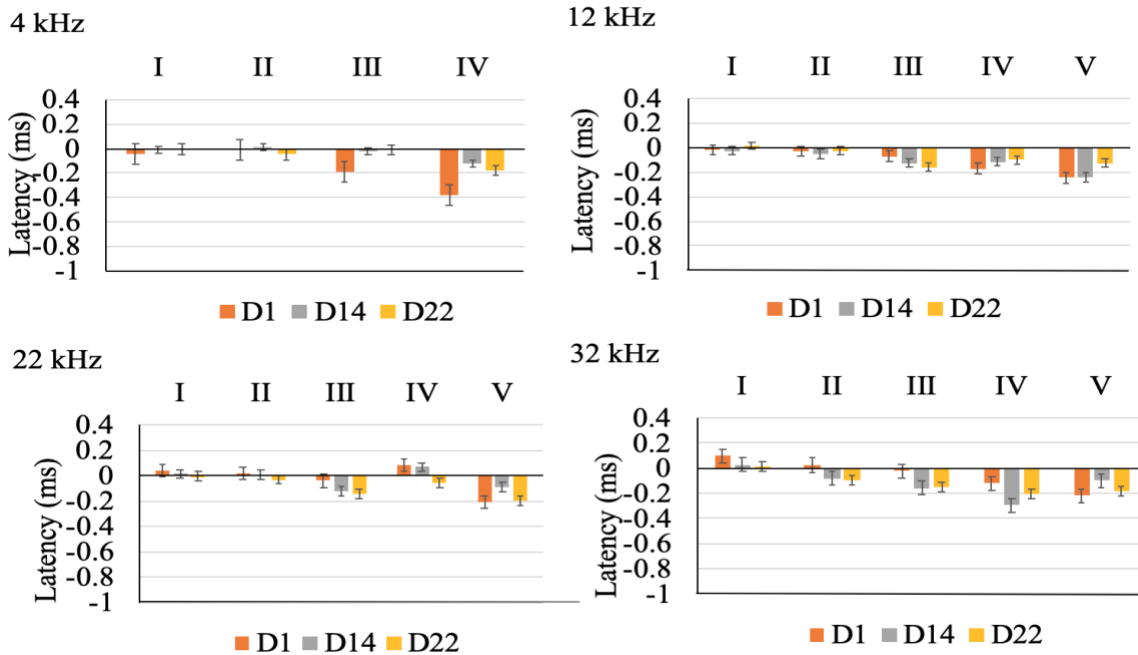 4 kHz
I II III IV
Latency (ms)
0.4
0.2
0
-0.2
-0.4
-0.6
-0.8
-1
D1 D14 D22
12 kHz
I II III IV V
Latency (ms)
0.4
0.2
0
-0.2
-0.4
-0.6
-0.8
-1
D1 D14 D22
22 kHz
I II III IV V
Latency (ms)
0.4
0.2
0
-0.2
-0.4
-0.6
-0.8
-1
D1 D14 D22
32 kHz
I II III IV V
Latency (ms)
0.4
0.2
0
-0.2
-0.4
-0.6
-0.8
-1
D1 D14 D22